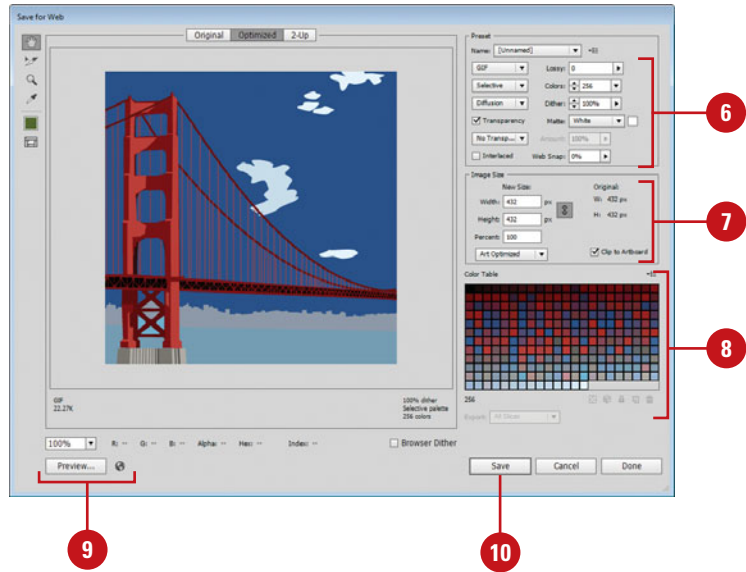 Save for Web
Original Optimized 2-Up
Preset
Name: [Unnamed]
GIF Lossy: 0
Selective Colors: 256
Diffusion Dither: 100%
Transparency Matte: White
No Transp... Amount: 100%
Interlaced Web Snap: 0%
6
Image Size
New Size: Original:
Width: 432 px W: 432 px
Height: 432 px H: 432 px
Percent: 100
Art Optimized Clip to Artboard
7
Color Table
8
256
Export: All Slices
GIF 100% dither
22.27K Selective palette
256 colors
100% R: -- G: -- B: -- Alpha: -- Hex: -- Index: -- Browser Dither
Preview... Save Cancel Done
9
10